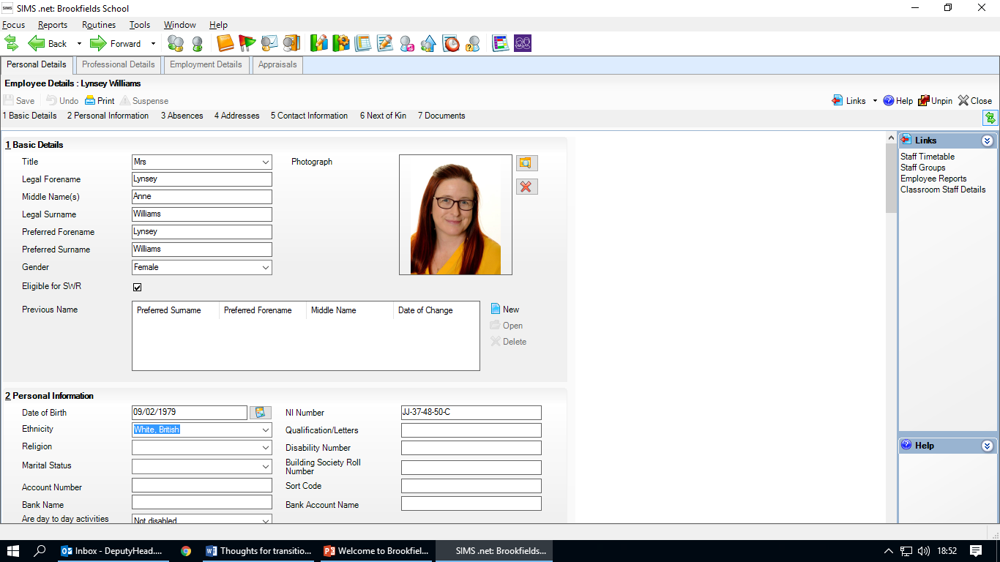 SIMS .net: Brookfields School
Focus Reports Routines Tools Window Help
Back Forward
Personal Details Professional Details Employment Details Appraisals
Employee Details : Lynsey Williams
Save Undo Print Suspense Links Help Unpin Close
1 Basic Details 2 Personal Information 3 Absences 4 Addresses 5 Contact Information 6 Next of Kin 7 Documents
1 Basic Details
Title Mrs Photograph
Legal Forename Lynsey
Middle Name(s) Anne
Legal Surname Williams
Preferred Forename Lynsey
Preferred Surname Williams
Gender Female
Eligible for SWR
Previous Name Preferred Surname Preferred Forename Middle Name Date of Change New
Open
Delete
2 Personal Information
Date of Birth 09/02/1979 NI Number JJ-37-48-50-C
Ethnicity White, British Qualification/Letters
Religion Disability Number
Marital Status Building Society Roll
Number
Account Number Sort Code
Bank Name Bank Account Name
Are day to day activities Not disabled
Links
Staff Timetable
Staff Groups
Employee Reports
Classroom Staff Details
Help
Inbox - DeputyHead.... Thoughts for transitio... Welcome to Brookfiel... SIMS .net: Brookfields... 18:52